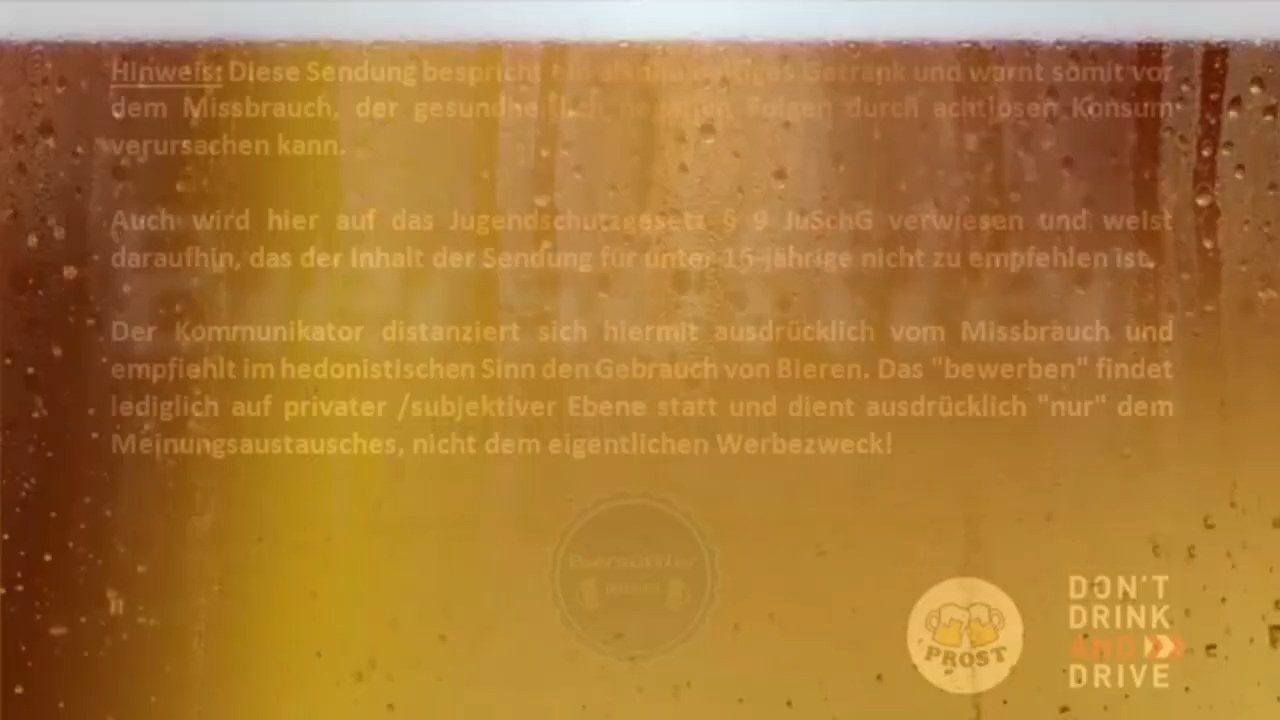 Hinweis: Diese Sendung bespricht ein alkoholhaltiges Getränk und warnt somit vor
dem Missbrauch, der gesundheitlich negative Folgen durch achtlosen Konsum
verursachen kann.
Auch wird hier auf das Jugendschutzgesetz § 9 JuSchG verwiesen und weist
daraufhin, das der Inhalt der Sendung für unter 16-jährige nicht zu empfehlen ist.
Der Kommunikator distanziert sich hiermit ausdrücklich vom Missbrauch und
empfiehlt im hedonistischen Sinn den Gebrauch von Bieren. Das "bewerben" findet
lediglich auf privater /subjektiver Ebene statt und dient ausdrücklich "nur" dem
Meinungsaustausches, nicht dem eigentlichen Werbezweck!
PROST
DON'T
DRINK
AND
DRIVE